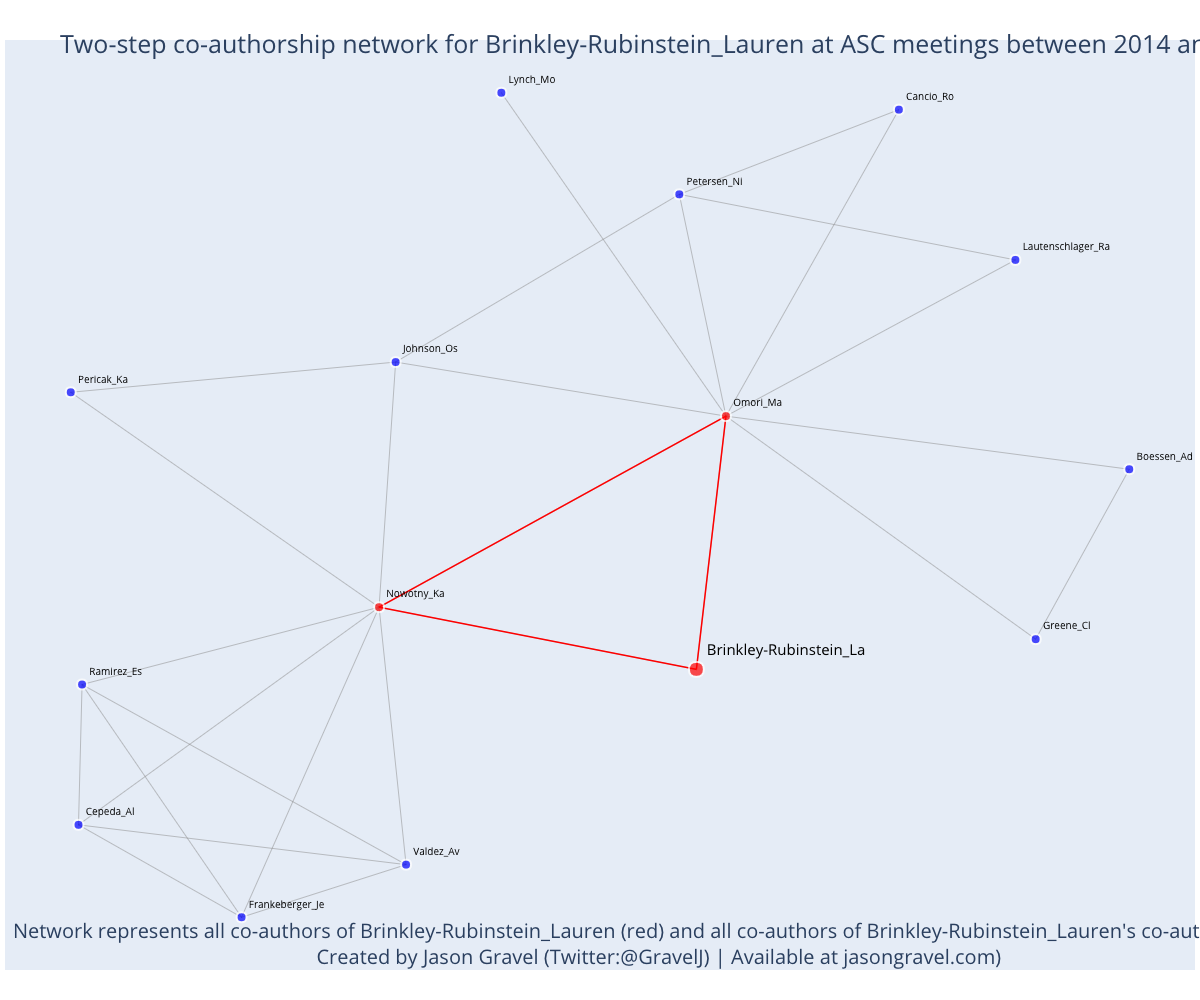 Two-step co-authorship network for Brinkley-Rubinstein_Lauren at ASC meetings between 2014 ar
Lynch_Mo
Cancio_Ro
Petersen_Ni
Lautenschlager_Ra
Johnson_Os
Pericak_Ka
Omori_Ma
Boessen_Ad
Nowotny_Ka
Greene_Cl
Brinkley-Rubinstein_La
Ramirez_Es
Cepeda_Al
Valdez_Av
Frankeberger_Je
Network represents all co-authors of Brinkley-Rubinstein_Lauren (red) and all co-authors of Brinkley-Rubinstein_Lauren's co-aut
Created by Jason Gravel (Twitter:@GravelJ) | Available at jasongravel.com)